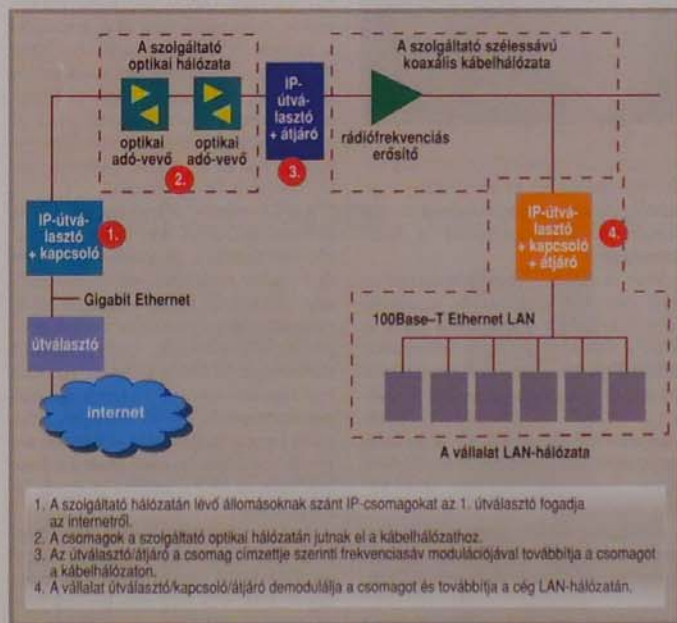 A szolgáltató
optikai hálózata
optikai
adó-vevő
optikai
adó-vevő
2.
IP-
útvá-
lasztó
+ átjáró
3.
A szolgáltató szélessávú
koaxális kábelhálózata
rádiófrekvenciás
erősítő
IP-útvá-
lasztó
+ kapcsoló
1.
Gigabit Ethernet
útválasztó
internet
IP-útvá-
lasztó
+ kapcsoló
+ átjáró
4.
100Base–T Ethernet LAN
A vállalat LAN-hálózata
1. A szolgáltató hálózatán lévő állomásoknak szánt IP-csomagokat az 1. útválasztó fogadja
az internetről.
2. A csomagok a szolgáltató optikai hálózatán jutnak el a kábelhálózathoz.
3. Az útválasztó/átjáró a csomag címzettje szerinti frekvenciasáv modulációjával továbbítja a csomagot
a kábelhálózaton.
4. A vállalat útválasztó/kapcsoló/átjáró demodulálja a csomagot és továbbítja a cég LAN-hálózatán.